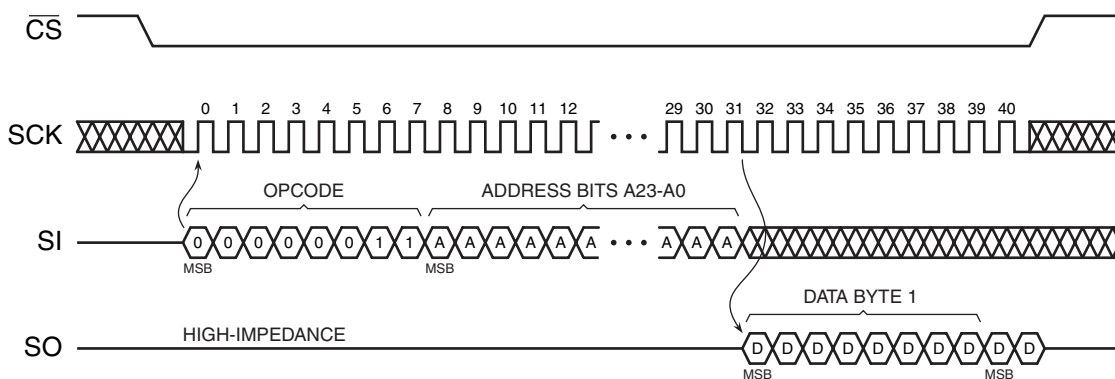 CS
0 1 2 3 4 5 6 7 8 9 10 11 12 29 30 31 32 33 34 35 36 37 38 39 40
SCK
OPCODE ADDRESS BITS A23-A0
SI 0 0 0 0 0 0 1 1 A A A A A A A A A
MSB MSB
DATA BYTE 1
HIGH-IMPEDANCE
SO D D D D D D D D D D
MSB MSB